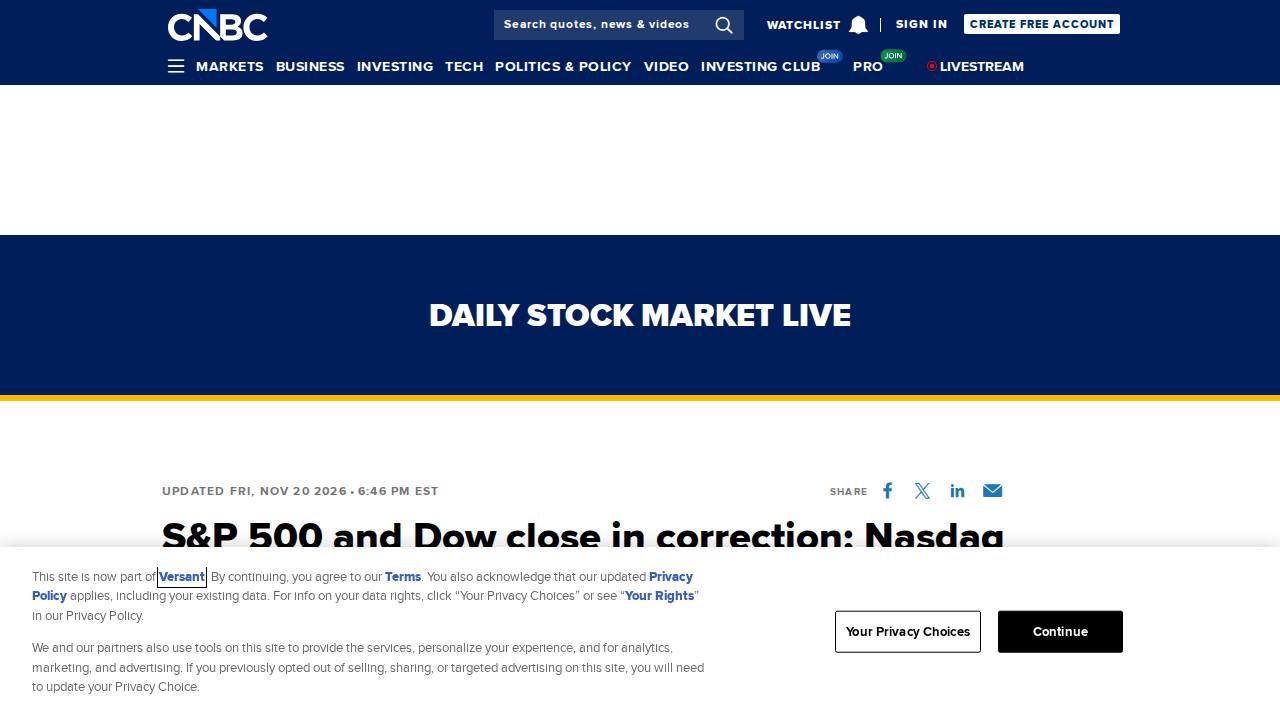 CNBC
Search quotes, news & videos
WATCHLIST
SIGN IN
CREATE FREE ACCOUNT
MARKETS BUSINESS INVESTING TECH POLITICS & POLICY VIDEO INVESTING CLUB JOIN PRO JOIN LIVESTREAM
DAILY STOCK MARKET LIVE
UPDATED FRI, NOV 20 2026 • 6:46 PM EST
SHARE
S&P 500 and Dow close in correction; Nasdaq
This site is now part of Versant. By continuing, you agree to our Terms. You also acknowledge that our updated Privacy
Policy applies, including your existing data. For info on your data rights, click “Your Privacy Choices” or see “Your Rights”
in our Privacy Policy.
We and our partners also use tools on this site to provide the services, personalize your experience, and for analytics,
marketing, and advertising. If you previously opted out of selling, sharing, or targeted advertising on this site, you will need
to update your Privacy Choice.
Your Privacy Choices
Continue